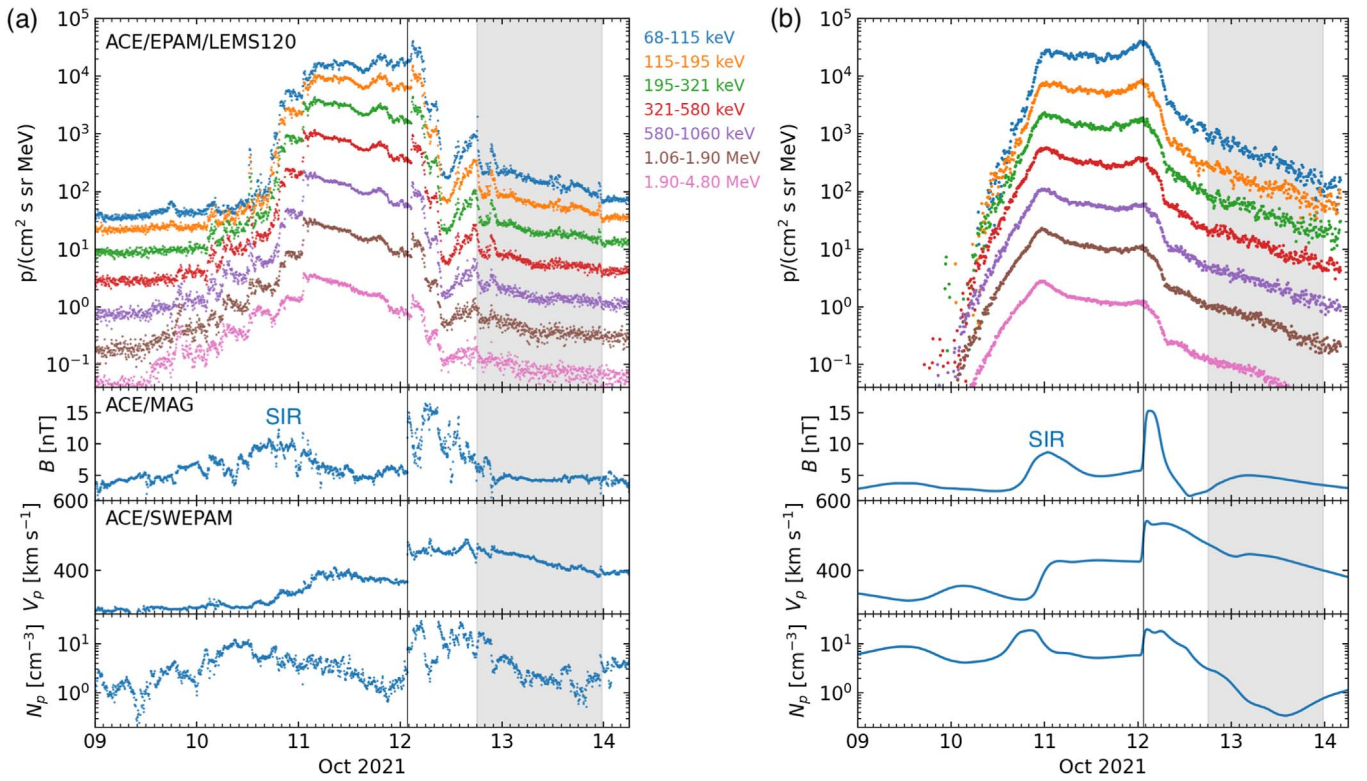 (a)
ACE/EPAM/LEMS120
p/(cm² s sr MeV)
10⁵
10⁴
10³
10²
10¹
10⁰
10⁻¹
68-115 keV
115-195 keV
195-321 keV
321-580 keV
580-1060 keV
1.06-1.90 MeV
1.90-4.80 MeV
ACE/MAG
SIR
B [nT]
15
10
5
ACE/SWEPAM
Vₚ [km s⁻¹]
600
400
Nₚ [cm⁻³]
10¹
10⁰
09 10 11 12 13 14
Oct 2021
(b)
p/(cm² s sr MeV)
10⁵
10⁴
10³
10²
10¹
10⁰
10⁻¹
SIR
B [nT]
15
10
5
Vₚ [km s⁻¹]
600
400
Nₚ [cm⁻³]
10¹
10⁰
09 10 11 12 13 14
Oct 2021